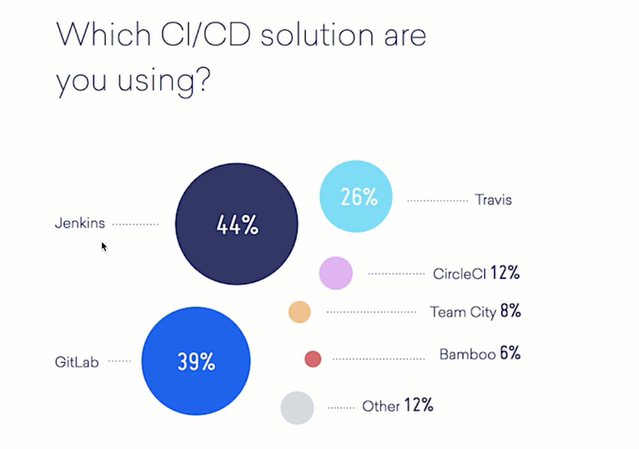 Which CI/CD solution are
you using?
Jenkins
44%
26%
Travis
CircleCI 12%
Team City 8%
GitLab
39%
Bamboo 6%
Other 12%